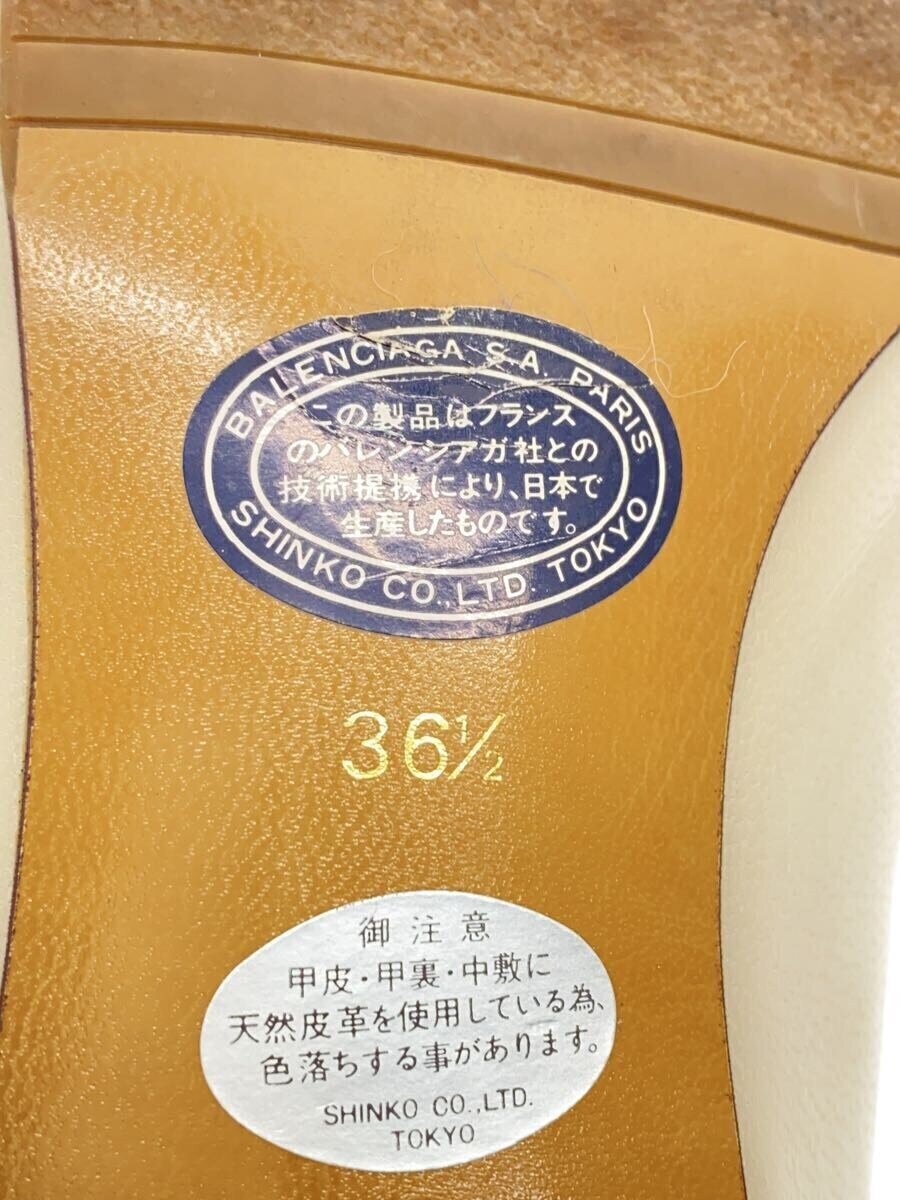 BALENCIAGA S.A. PARIS
この製品はフランス
のバレンシアガ社との
技術提携により、日本で
生産したものです。
SHINKO CO.,LTD. TOKYO
36½
御注意
甲皮・甲裏・中敷に
天然皮革を使用している為、
色落ちする事があります。
SHINKO CO.,LTD.
TOKYO